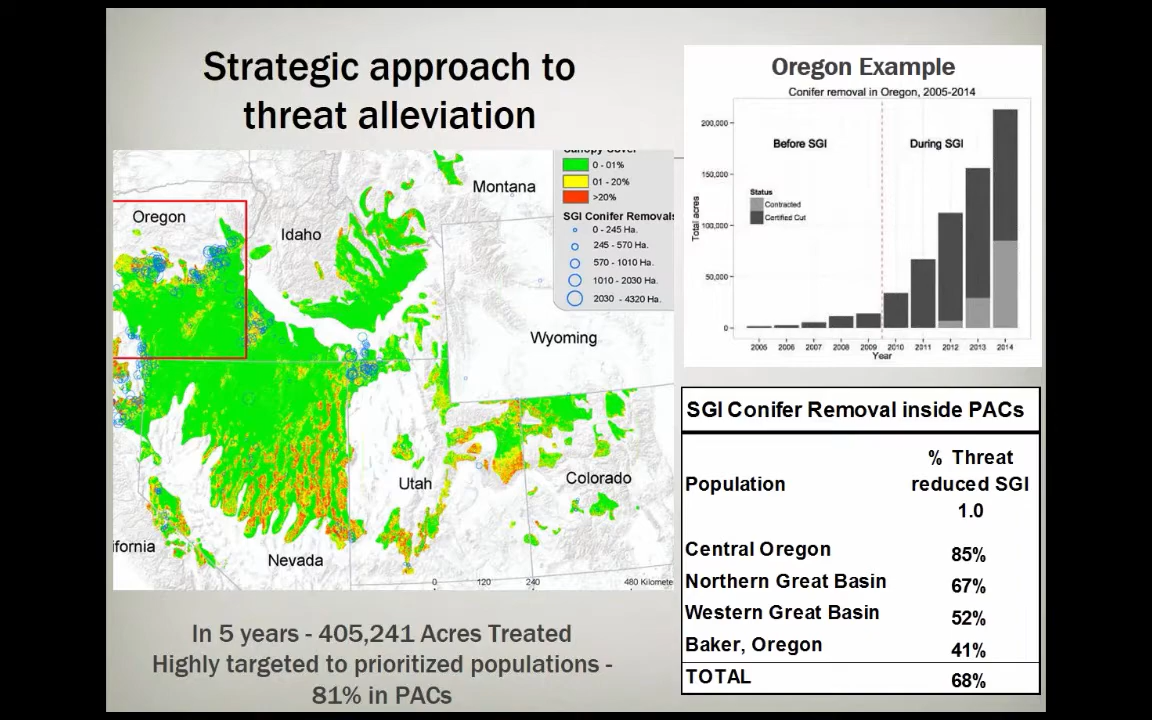 Strategic approach to
threat alleviation
Canopy Cover
0 - 01%
01 - 20%
>20%
SGI Conifer Removals
0 - 245 Ha.
245 - 570 Ha.
570 - 1010 Ha.
1010 - 2030 Ha.
2030 - 4320 Ha.
Montana
Oregon
Idaho
Wyoming
Utah
Colorado
ifornia
Nevada
0 120 240 480 Kilomete
In 5 years - 405,241 Acres Treated
Highly targeted to prioritized populations -
81% in PACs
Oregon Example
Conifer removal in Oregon, 2005-2014
Before SGI During SGI
Status
Contracted
Certified Cut
Total acres
200,000
150,000
100,000
50,000
0
2005 2006 2007 2008 2009 2010 2011 2012 2013 2014
Year
SGI Conifer Removal inside PACs
Population % Threat reduced SGI 1.0
Central Oregon 85%
Northern Great Basin 67%
Western Great Basin 52%
Baker, Oregon 41%
TOTAL 68%